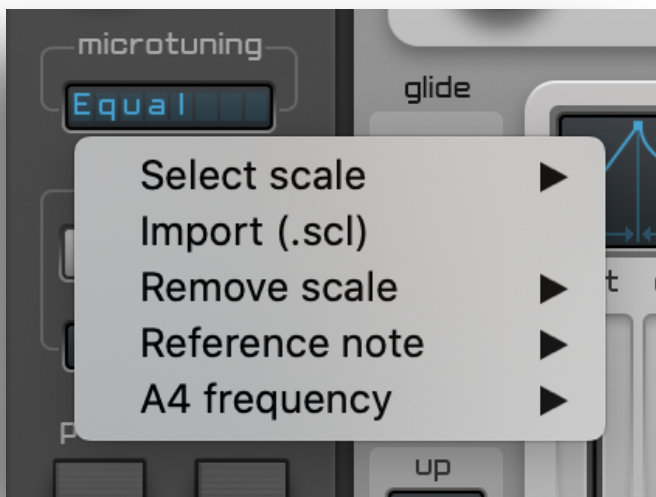 microtuning
Equal
glide
Select scale
Import (.scl)
Remove scale
Reference note
A4 frequency
up